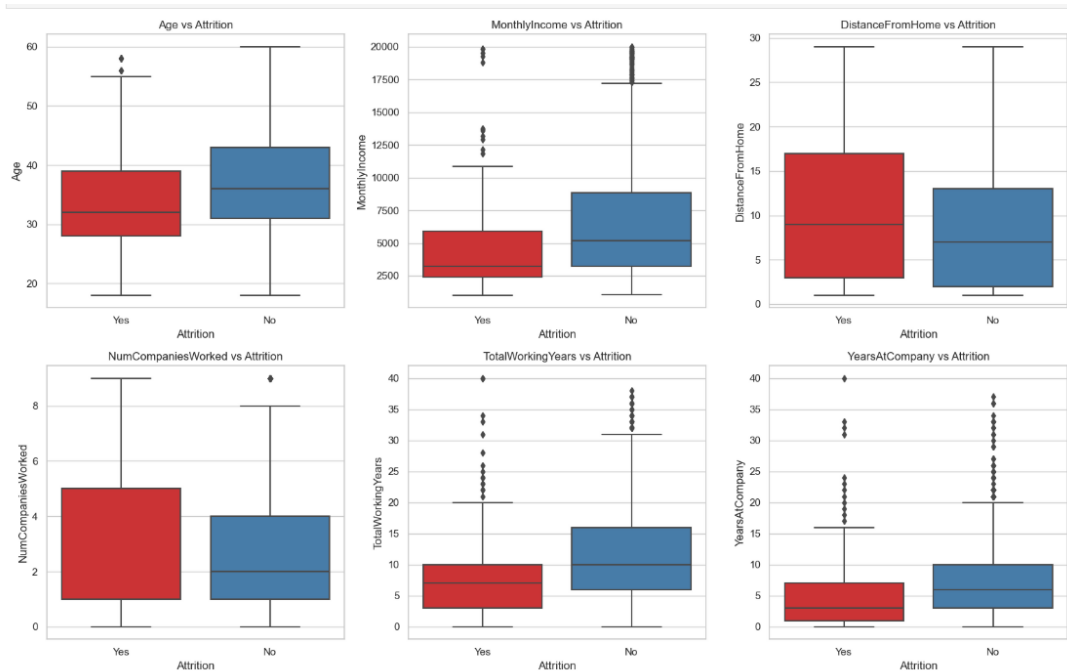 Age vs Attrition
60
50
40
30
20
Age
Yes
No
Attrition
MonthlyIncome vs Attrition
20000
17500
15000
12500
10000
7500
5000
2500
MonthlyIncome
Yes
No
Attrition
DistanceFromHome vs Attrition
30
25
20
15
10
5
0
DistanceFromHome
Yes
No
Attrition
NumCompaniesWorked vs Attrition
8
6
4
2
0
NumCompaniesWorked
Yes
No
Attrition
TotalWorkingYears vs Attrition
40
35
30
25
20
15
10
5
0
TotalWorkingYears
Yes
No
Attrition
YearsAtCompany vs Attrition
40
35
30
25
20
15
10
5
0
YearsAtCompany
Yes
No
Attrition